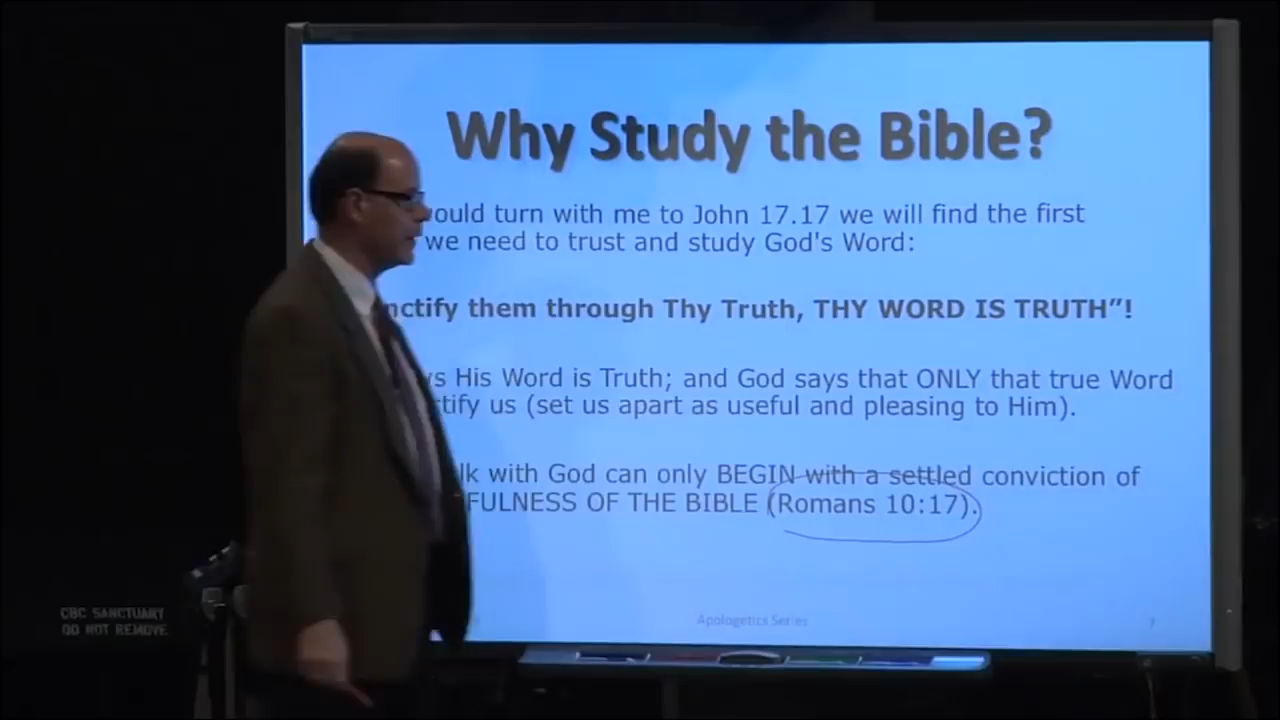 Why Study the Bible?
ould turn with me to John 17.17 we will find the first
we need to trust and study God's Word:
nctify them through Thy Truth, THY WORD IS TRUTH”!
s His Word is Truth; and God says that ONLY that true Word
tify us (set us apart as useful and pleasing to Him).
lk with God can only BEGIN with a settled conviction of
FULNESS OF THE BIBLE (Romans 10:17).
CBC SANCTUARY
DO NOT REMOVE
Apologetics Series
7